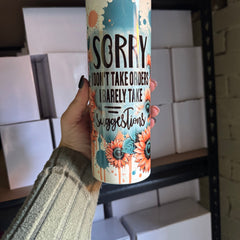 SORRY
I DON'T TAKE ORDERS
I BARELY TAKE
suggestions